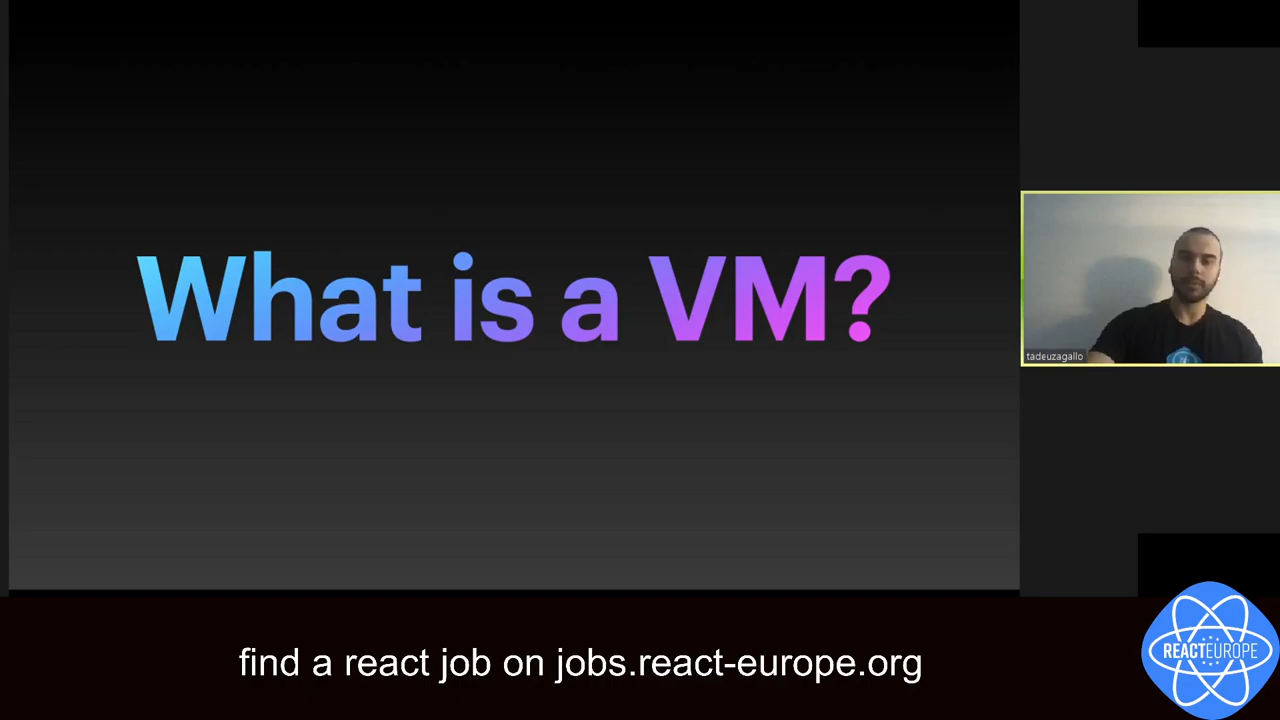 What is a VM?
tadeuzagallo
find a react job on jobs.react-europe.org
REACTEUROPE